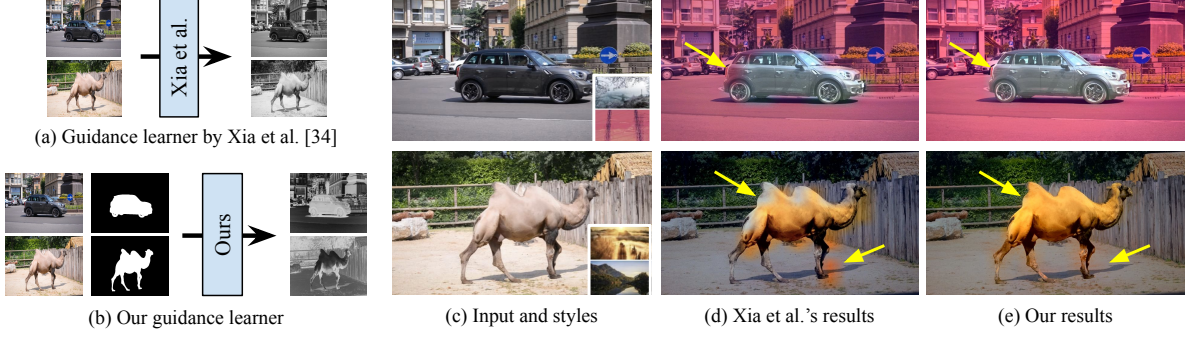 Xia et al.
(a) Guidance learner by Xia et al. [34]
Ours
(b) Our guidance learner
(c) Input and styles
(d) Xia et al.'s results
(e) Our results